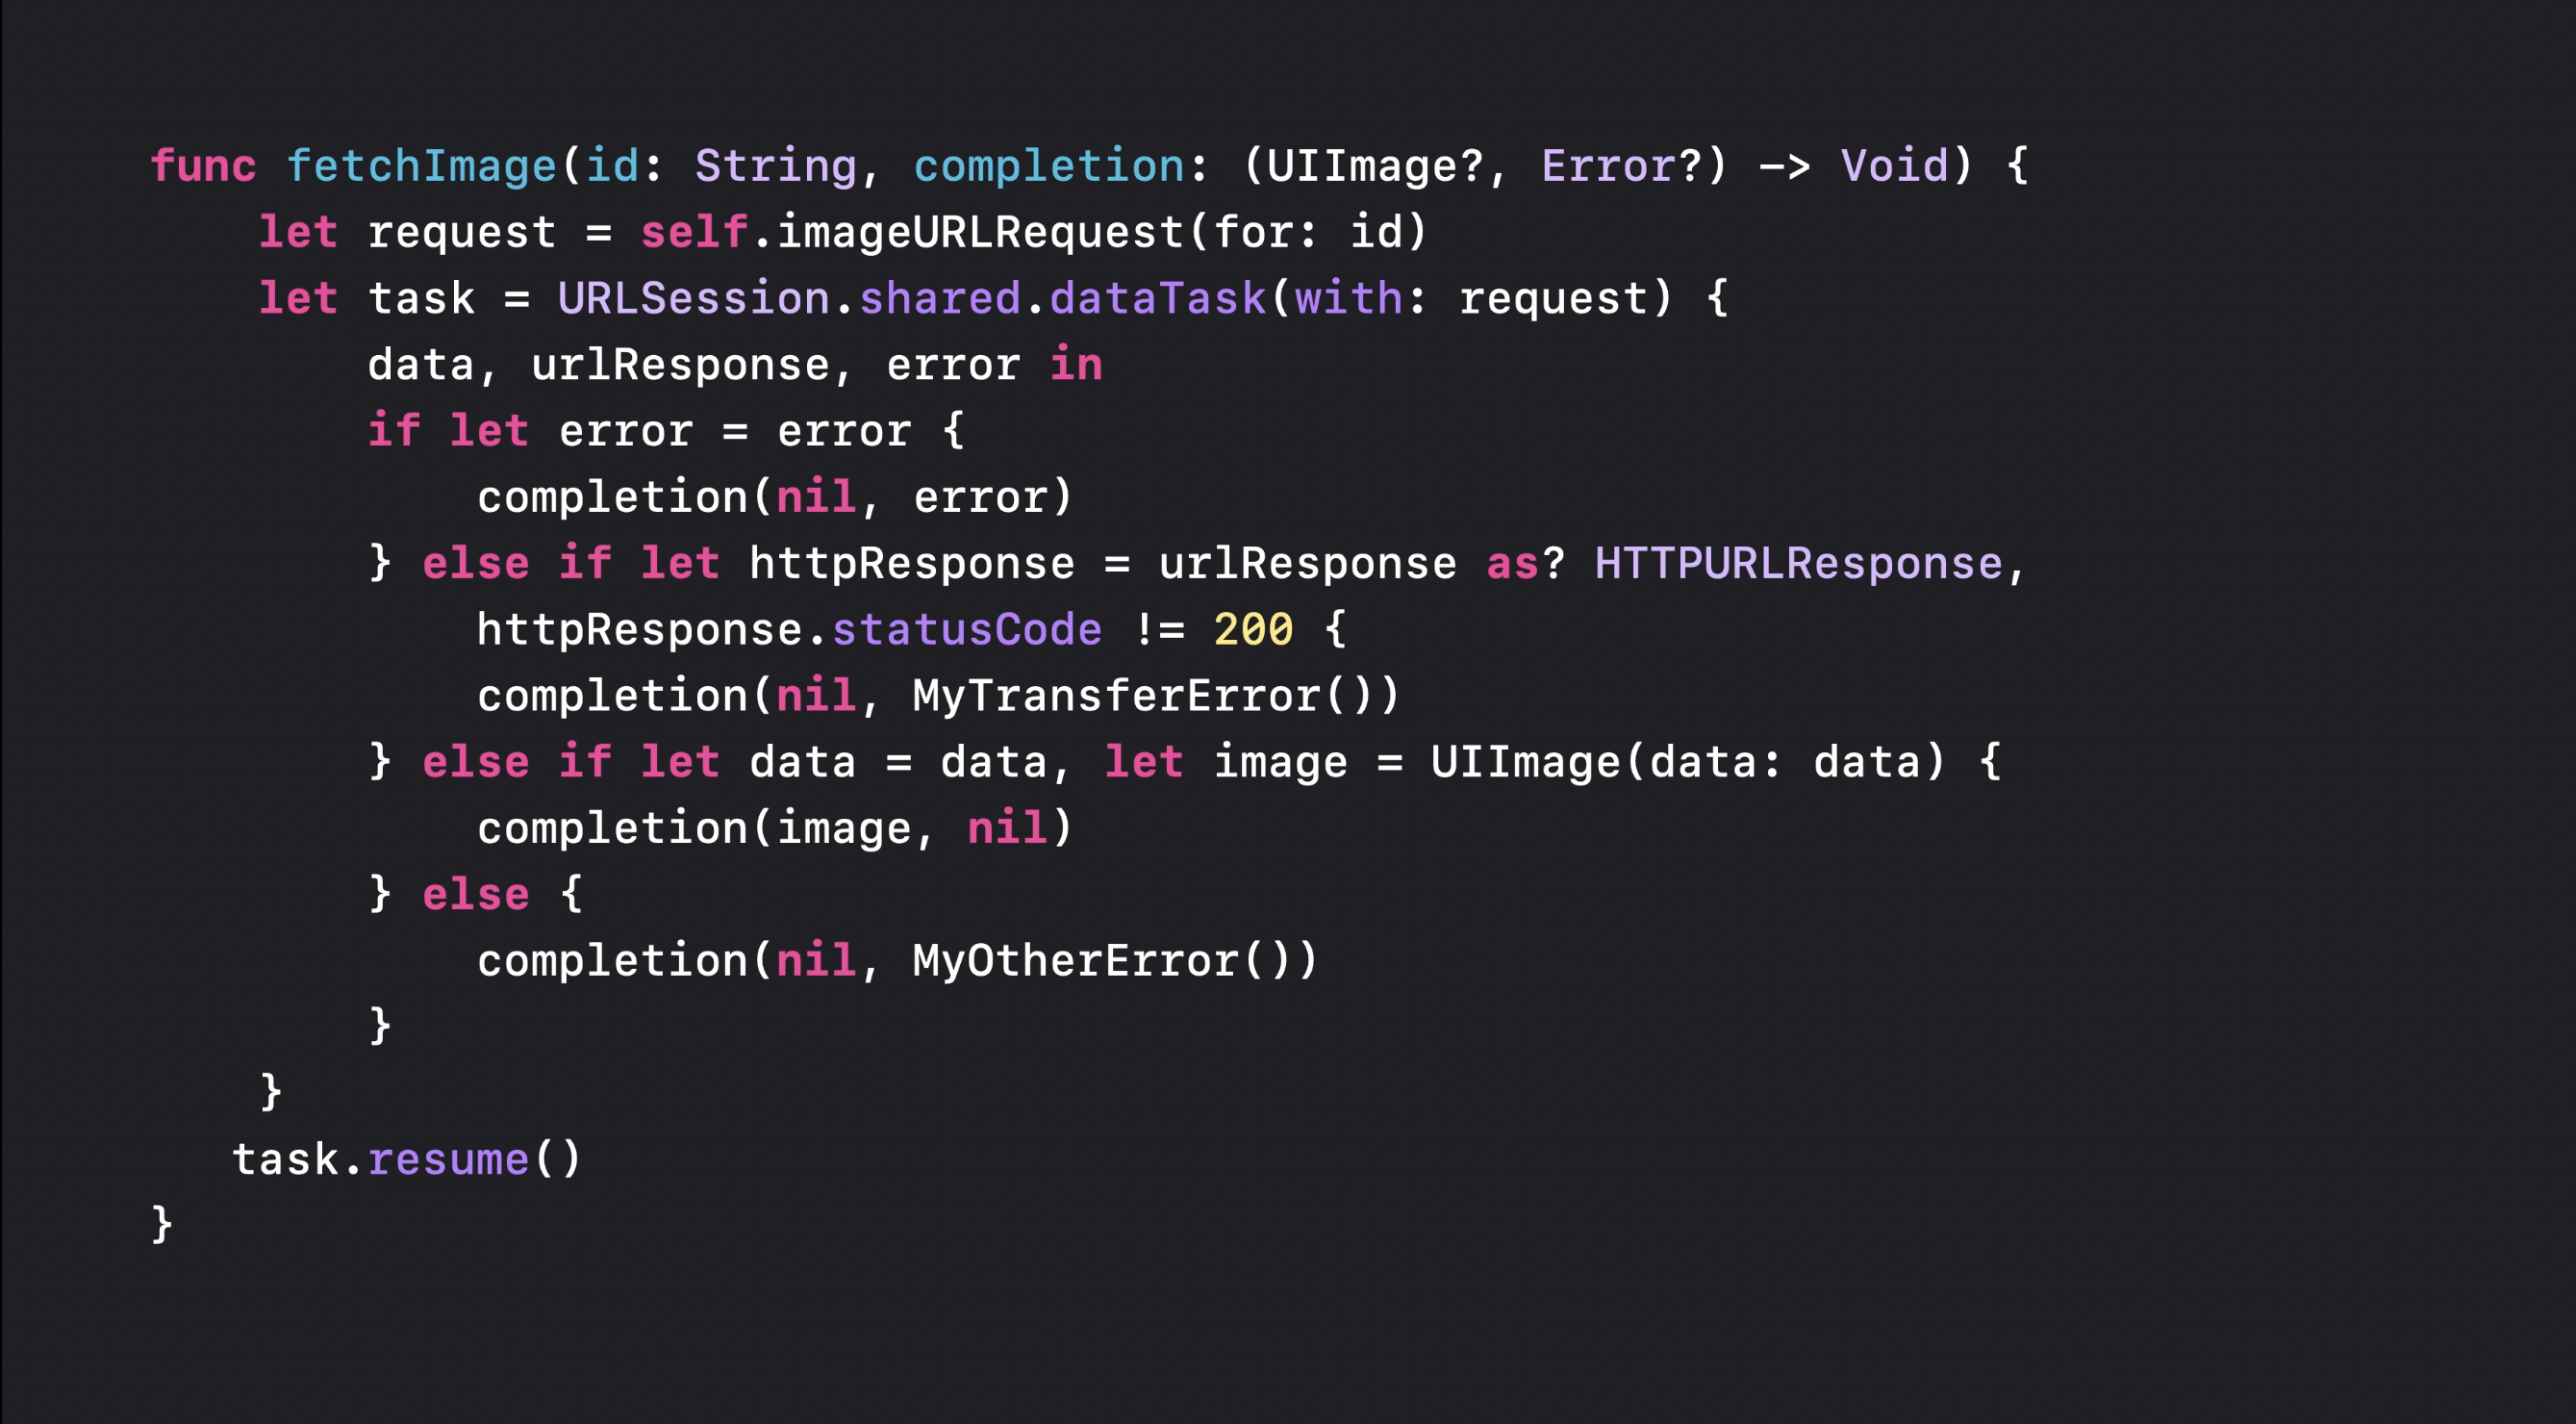 func fetchImage(id: String, completion: (UIImage?, Error?) -> Void) {
    let request = self.imageURLRequest(for: id)
    let task = URLSession.shared.dataTask(with: request) {
        data, urlResponse, error in
        if let error = error {
            completion(nil, error)
        } else if let httpResponse = urlResponse as? HTTPURLResponse,
            httpResponse.statusCode != 200 {
            completion(nil, MyTransferError())
        } else if let data = data, let image = UIImage(data: data) {
            completion(image, nil)
        } else {
            completion(nil, MyOtherError())
        }
    }
   task.resume()
}